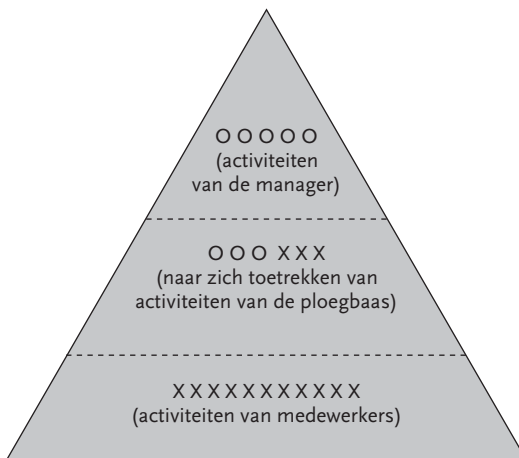 O O O O O
(activiteiten
van de manager)
O O O X X X
(naar zich toetrekken van
activiteiten van de ploegbaas)
X X X X X X X X X X X
(activiteiten van medewerkers)